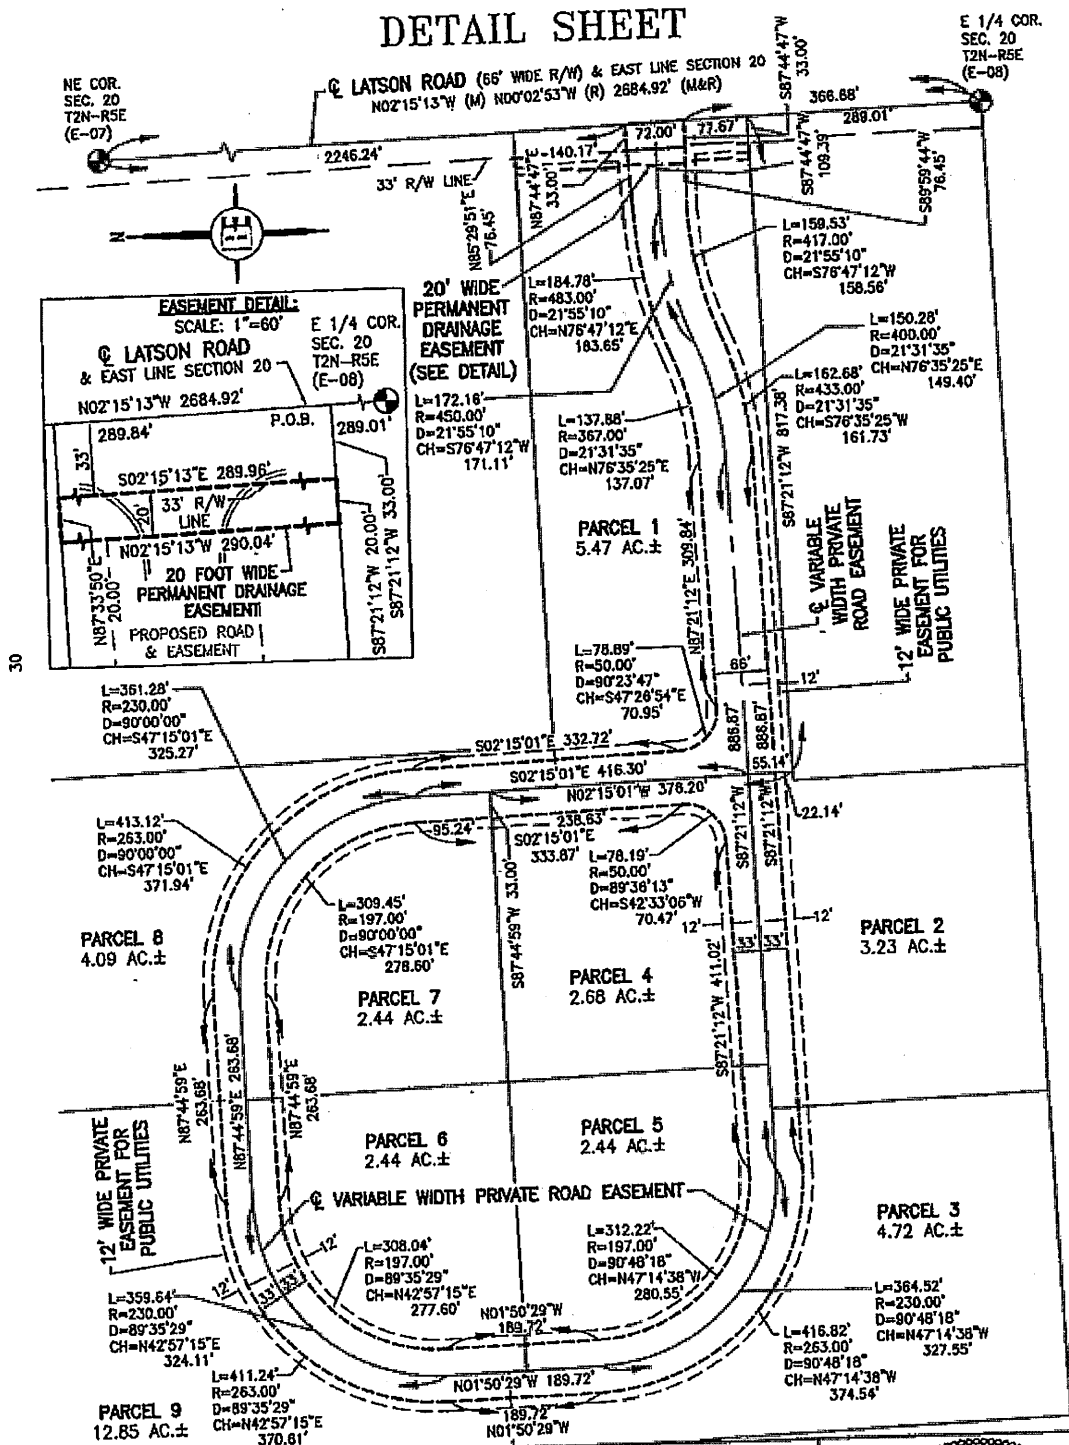 DETAIL SHEET
NE COR.
SEC. 20
T2N-R5E
(E-07)
℄ LATSON ROAD (66' WIDE R/W) & EAST LINE SECTION 20
N02°15'13"W (M) N00°02'53"W (R) 2684.92' (M&R)
S87°44'47"W
33.00'
E 1/4 COR.
SEC. 20
T2N-R5E
(E-08)
366.68'
289.01'
72.00'
77.67'
2246.24'
140.17'
33' R/W LINE
N87°44'47"E
33.00'
N85°29'51"E
76.45'
S87°44'47"W
109.39'
S89°59'44"W
76.45'
N
L=159.53'
R=417.00'
D=21°55'10"
CH=S76°47'12"W
158.56'
20' WIDE
PERMANENT
DRAINAGE
EASEMENT
(SEE DETAIL)
L=184.78'
R=483.00'
D=21°55'10"
CH=N76°47'12"E
183.65'
L=150.28'
R=400.00'
D=21°31'35"
CH=N76°35'25"E
149.40'
EASEMENT DETAIL:
SCALE: 1"=60'
℄ LATSON ROAD
& EAST LINE SECTION 20
N02°15'13"W 2684.92'
E 1/4 COR.
SEC. 20
T2N-R5E
(E-08)
P.O.B.
289.84'
289.01'
33'
S02°15'13"E 289.96'
33' R/W
LINE
20'
N02°15'13"W 290.04'
N87°33'50"E
20.00'
20 FOOT WIDE
PERMANENT DRAINAGE
EASEMENT
PROPOSED ROAD
& EASEMENT
S87°21'12"W 20.00'
S87°21'12"W 33.00'
L=172.16'
R=450.00'
D=21°55'10"
CH=S76°47'12"W
171.11'
L=162.68'
R=433.00'
D=21°31'35"
CH=S76°35'25"W
161.73'
L=137.88'
R=367.00'
D=21°31'35"
CH=N76°35'25"E
137.07'
S87°21'12"W 817.38'
PARCEL 1
5.47 AC.±
N87°21'12"E 309.84'
℄ VARIABLE
WIDTH PRIVATE
ROAD EASEMENT
12' WIDE PRIVATE
EASEMENT FOR
PUBLIC UTILITIES
30
L=78.89'
R=50.00'
D=90°23'47"
CH=S47°26'54"E
70.95'
66'
12'
886.87'
886.87'
L=361.28'
R=230.00'
D=90°00'00"
CH=S47°15'01"E
325.27'
S02°15'01"E 332.72'
S02°15'01"E 416.30'
N02°15'01"W 378.20'
55.14'
22.14'
S87°21'12"W
S87°21'12"W
L=413.12'
R=263.00'
D=90°00'00"
CH=S47°15'01"E
371.94'
95.24'
238.63'
S02°15'01"E
333.87'
L=78.19'
R=50.00'
D=89°36'13"
CH=S42°33'06"W
70.47'
S87°44'59"W 33.00'
L=309.45'
R=197.00'
D=90°00'00"
CH=S47°15'01"E
278.60'
12'
12'
33'
33'
PARCEL 8
4.09 AC.±
PARCEL 7
2.44 AC.±
PARCEL 4
2.68 AC.±
PARCEL 2
3.23 AC.±
S87°21'12"W 411.02'
N87°44'59"E
263.68'
N87°44'59"E 263.68'
N87°44'59"E
263.68'
12' WIDE PRIVATE
EASEMENT FOR
PUBLIC UTILITIES
PARCEL 6
2.44 AC.±
PARCEL 5
2.44 AC.±
℄ VARIABLE WIDTH PRIVATE ROAD EASEMENT
PARCEL 3
4.72 AC.±
12'
12'
33'
33'
L=308.04'
R=197.00'
D=89°35'29"
CH=N42°57'15"E
277.60'
L=312.22'
R=197.00'
D=90°48'18"
CH=N47°14'38"W
280.55'
L=359.64'
R=230.00'
D=89°35'29"
CH=N42°57'15"E
324.11'
L=364.52'
R=230.00'
D=90°48'18"
CH=N47°14'38"W
327.55'
N01°50'29"W
189.72'
L=416.82'
R=263.00'
D=90°48'18"
CH=N47°14'38"W
374.54'
L=411.24'
R=263.00'
D=89°35'29"
CH=N42°57'15"E
370.61'
N01°50'29"W 189.72'
189.72'
N01°50'29"W
PARCEL 9
12.85 AC.±